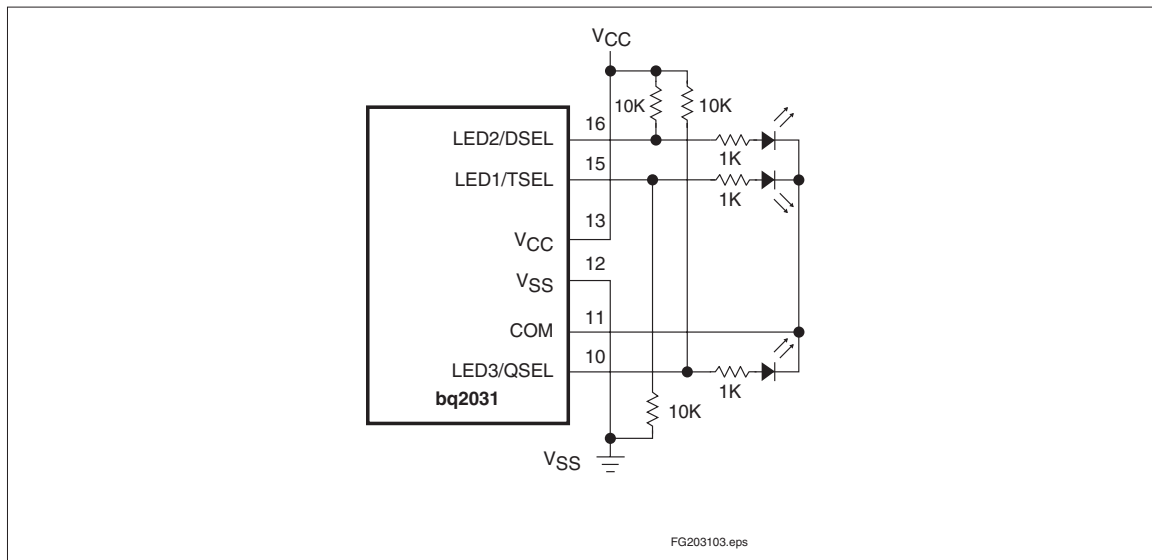 VCC
10K 10K
16
LED2/DSEL
1K
15
LED1/TSEL
1K
13
VCC
12
VSS
11
COM
10
LED3/QSEL
1K
bq2031
10K
VSS
FG203103.eps